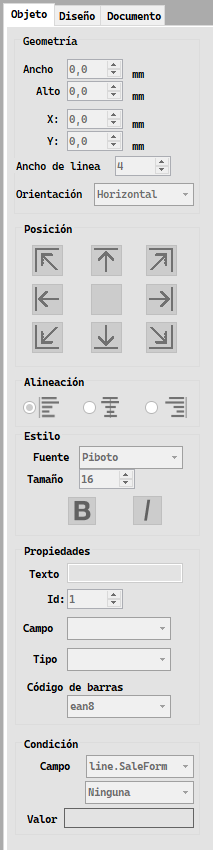 Objeto Diseño Documento
Geometría
Ancho 0,0 mm
Alto 0,0 mm
X: 0,0 mm
Y: 0,0 mm
Ancho de linea 4
Orientación Horizontal
Posición
Alineación
Estilo
Fuente Piboto
Tamaño 16
B I
Propiedades
Texto
Id: 1
Campo
Tipo
Código de barras
ean8
Condición
Campo line.SaleForm
Ninguna
Valor